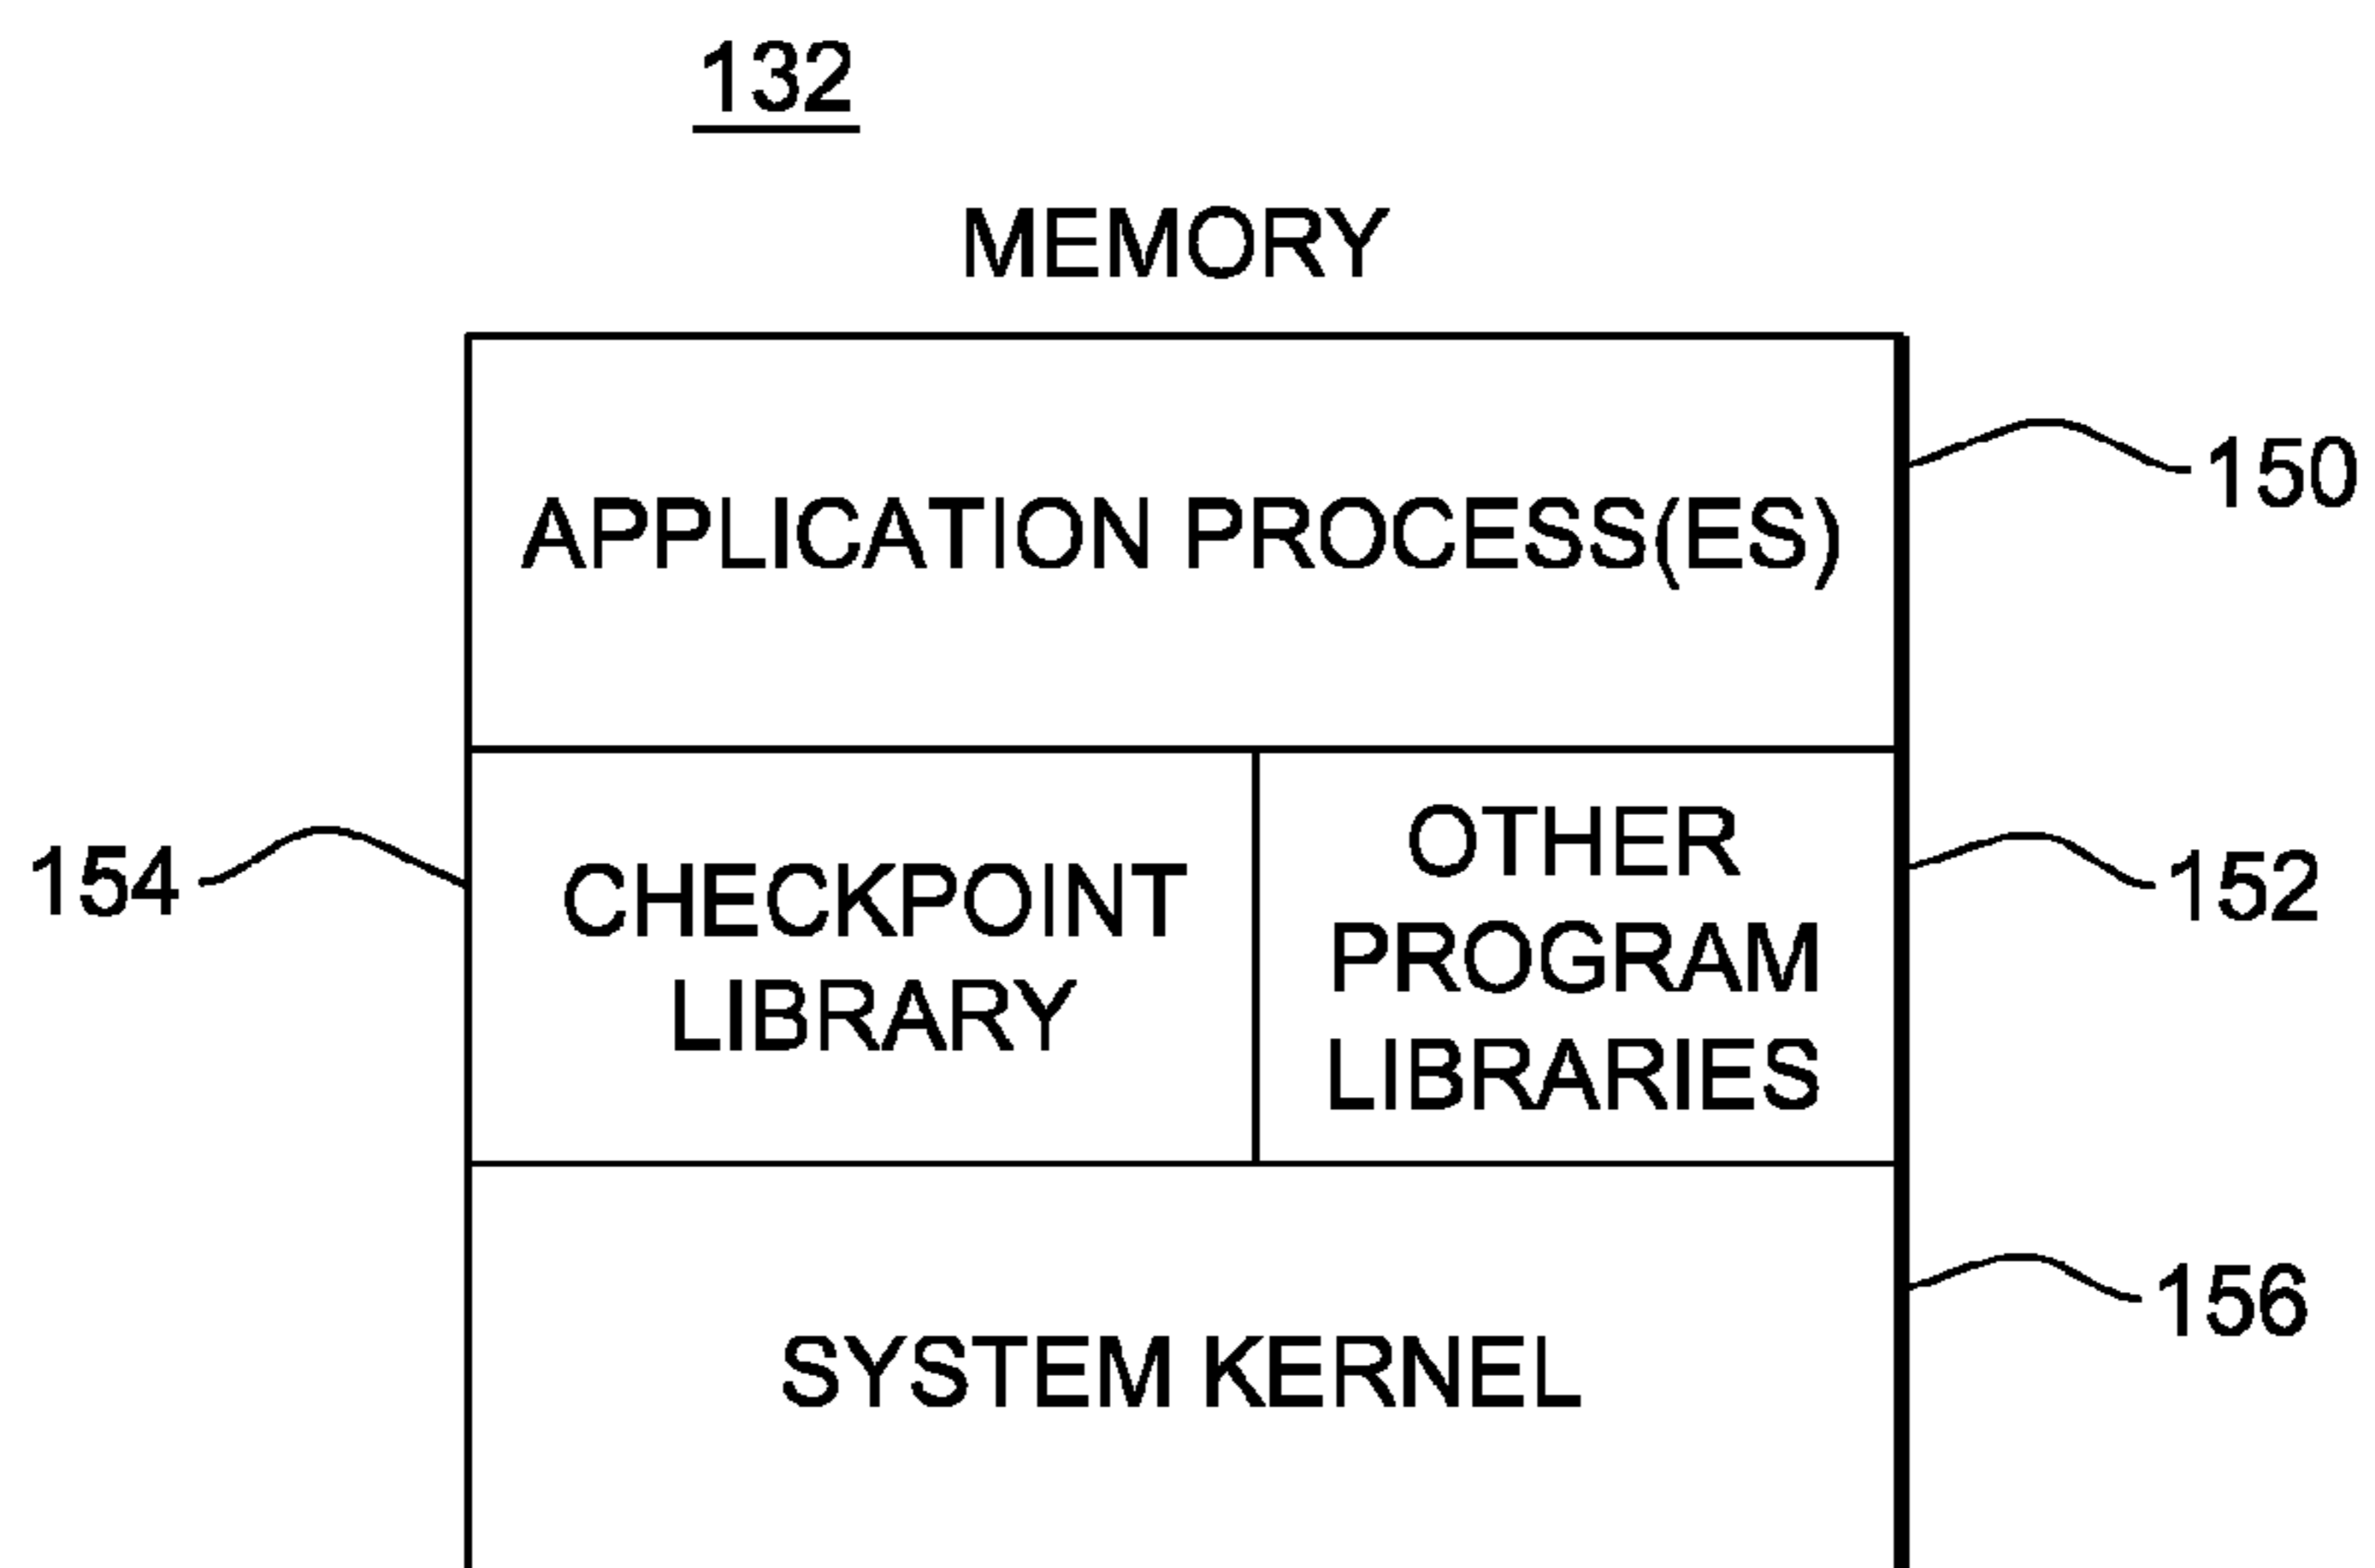 132
MEMORY
APPLICATION PROCESS(ES)
150
154
CHECKPOINT
LIBRARY
OTHER
PROGRAM
LIBRARIES
152
SYSTEM KERNEL
156